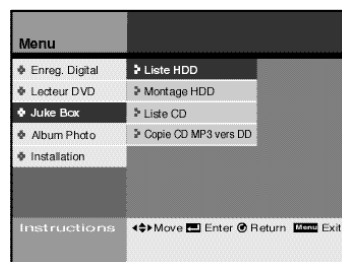 Menu
Enreg. Digital
Liste HDD
Lecteur DVD
Montage HDD
Juke Box
Liste CD
Album Photo
Copie CD MP3 vers DD
Installation
Instructions
Move Enter Return Menu Exit